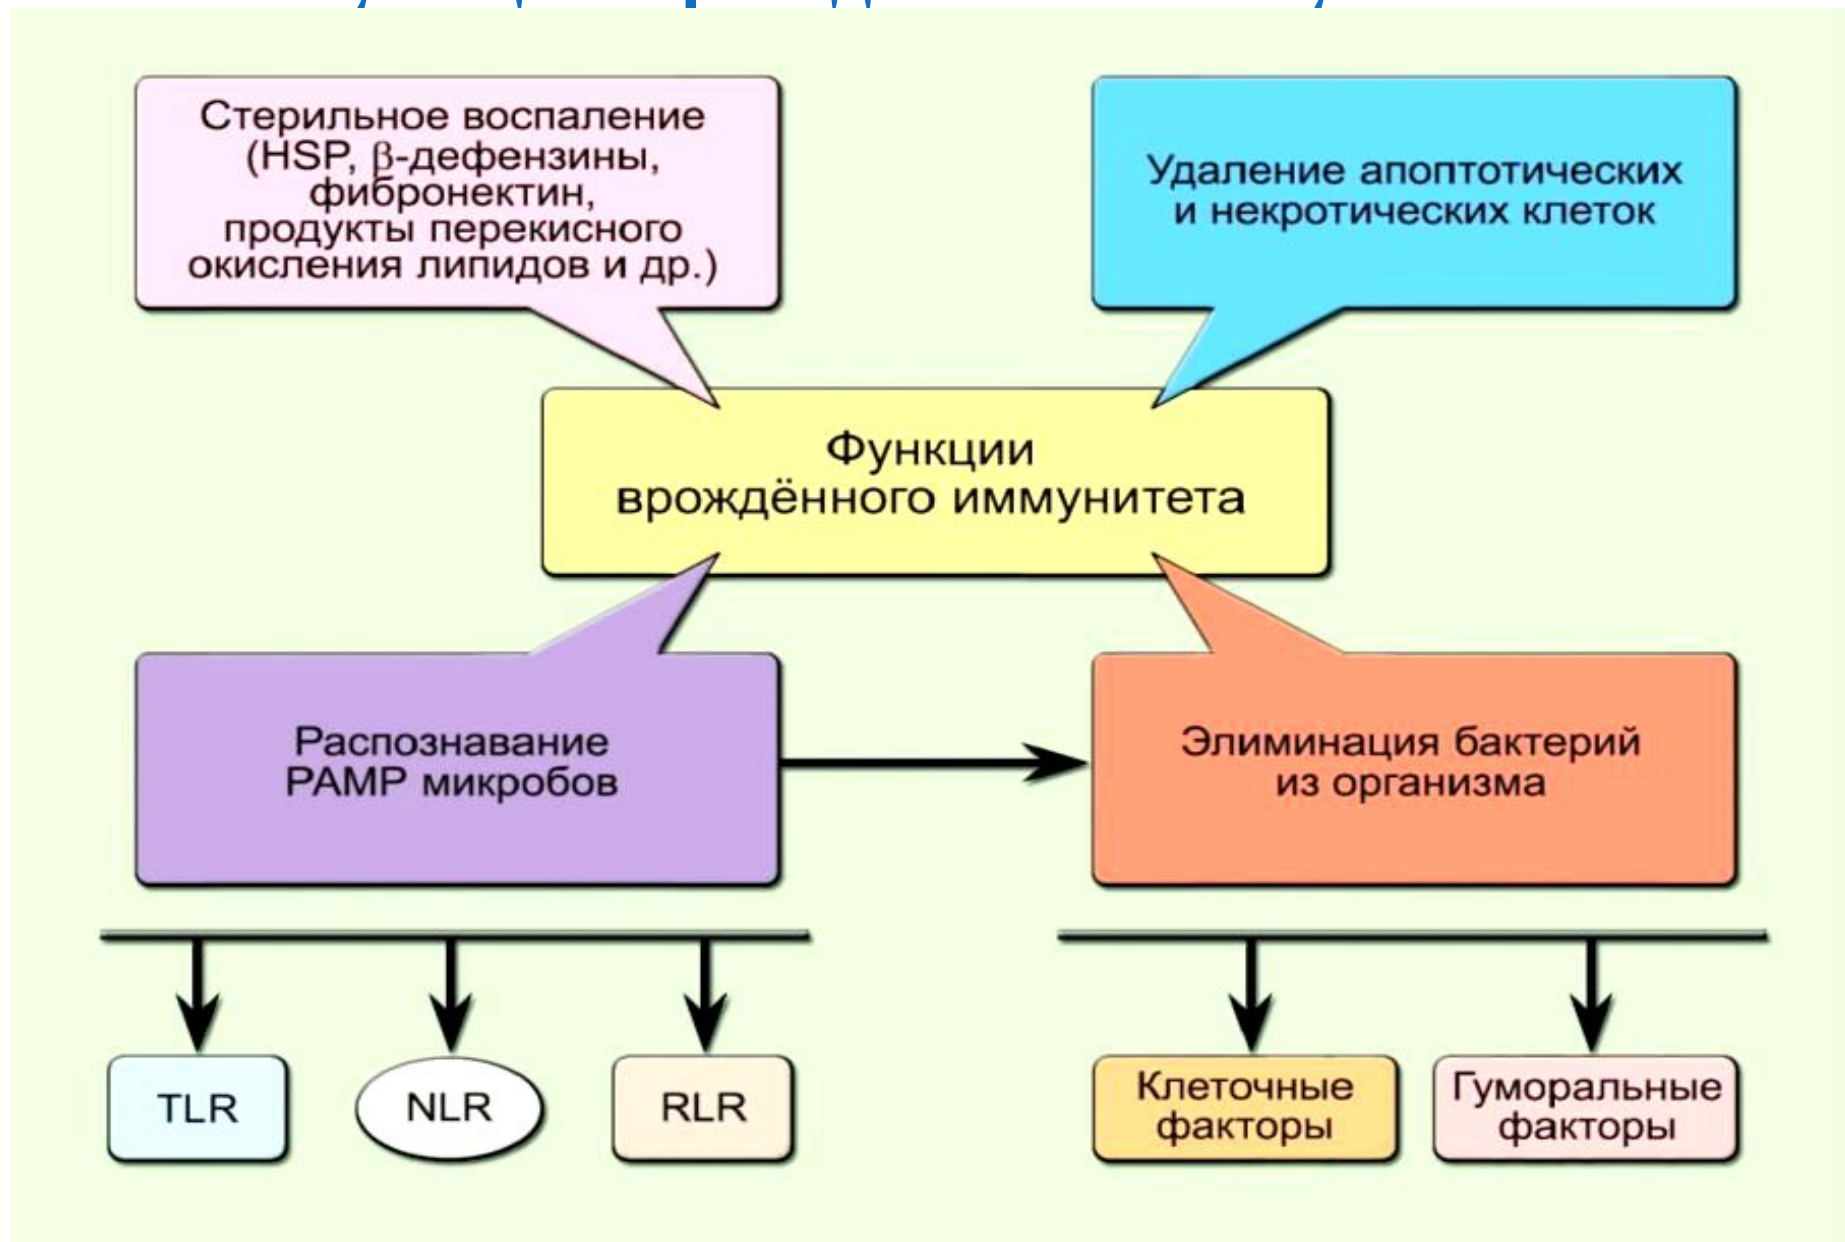 Стерильное воспаление
(HSP, β-дефензины,
фибронектин,
продукты перекисного
окисления липидов и др.)
Удаление апоптотических
и некротических клеток
Функции
врождённого иммунитета
Распознавание
PAMP микробов
Элиминация бактерий
из организма
TLR
NLR
RLR
Клеточные
факторы
Гуморальные
факторы